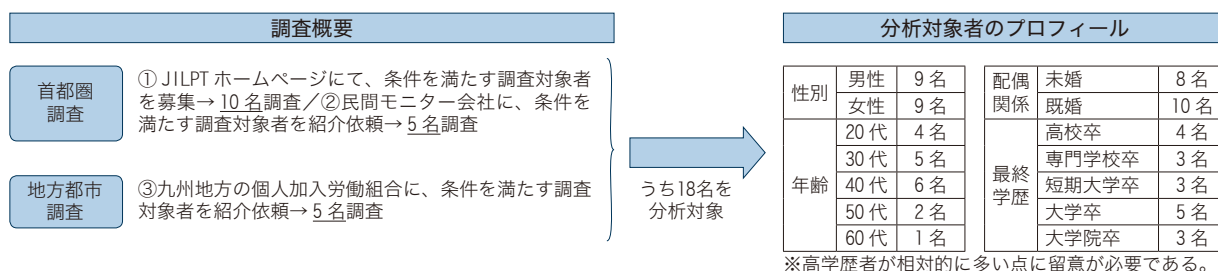 調査概要
首都圏
調査
① JILPT ホームページにて、条件を満たす調査対象者
を募集→ 10 名調査／②民間モニター会社に、条件を
満たす調査対象者を紹介依頼→ 5 名調査
地方都市
調査
③九州地方の個人加入労働組合に、条件を満たす調査
対象者を紹介依頼→ 5 名調査
うち18名を
分析対象
分析対象者のプロフィール
性別 男性 9 名
女性 9 名
年齢 20 代 4 名
30 代 5 名
40 代 6 名
50 代 2 名
60 代 1 名
配偶
関係 未婚 8 名
既婚 10 名
最終
学歴 高校卒 4 名
専門学校卒 3 名
短期大学卒 3 名
大学卒 5 名
大学院卒 3 名
※高学歴者が相対的に多い点に留意が必要である。